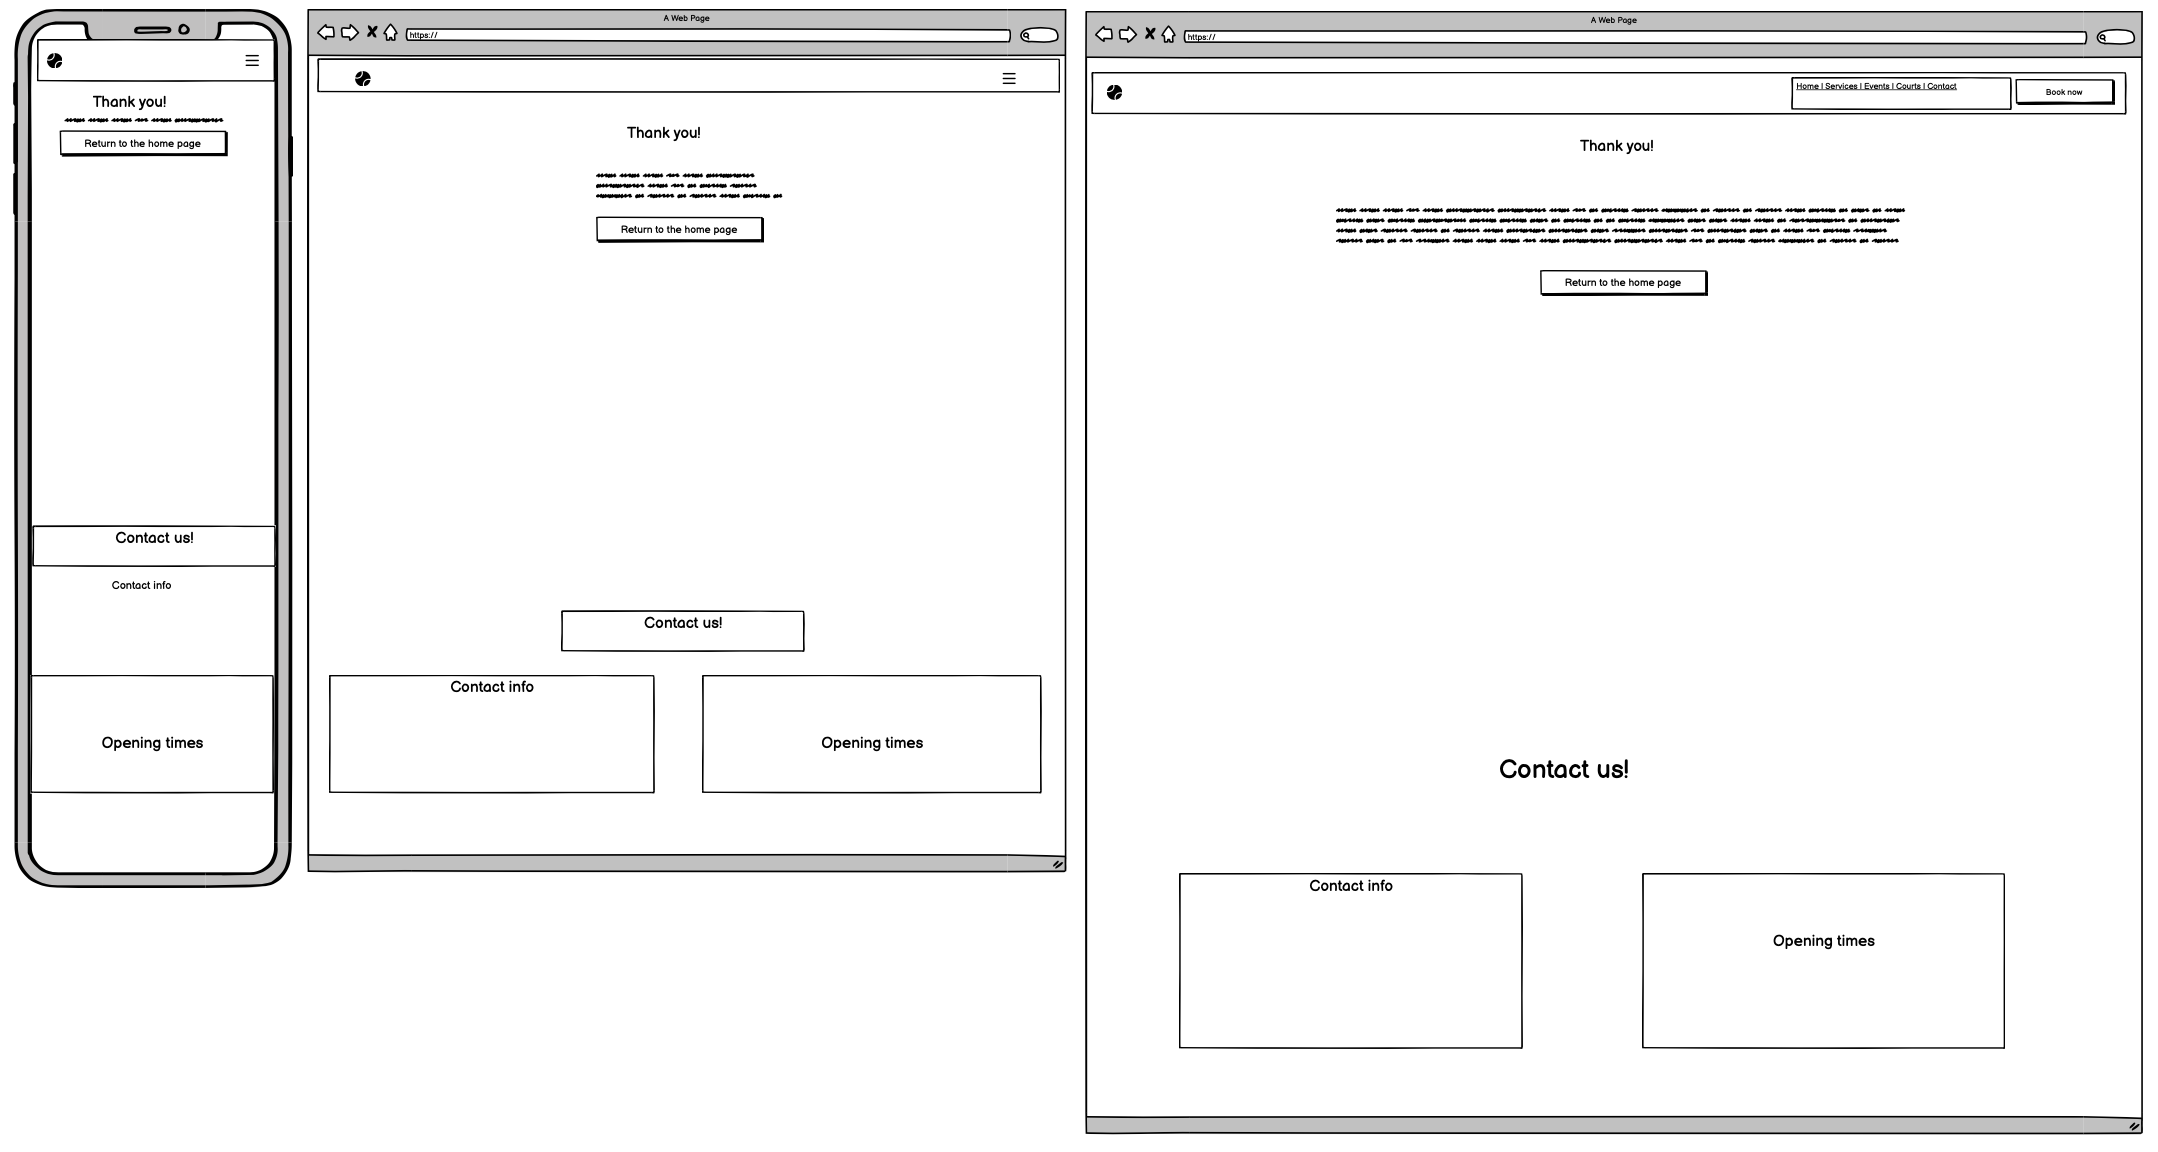 Thank you!
Return to the home page
Contact us!
Contact info
Opening times
A Web Page
https://
Thank you!
Return to the home page
Contact us!
Contact info
Opening times
A Web Page
https://
Home | Services | Events | Courts | Contact
Book now
Thank you!
Return to the home page
Contact us!
Contact info
Opening times